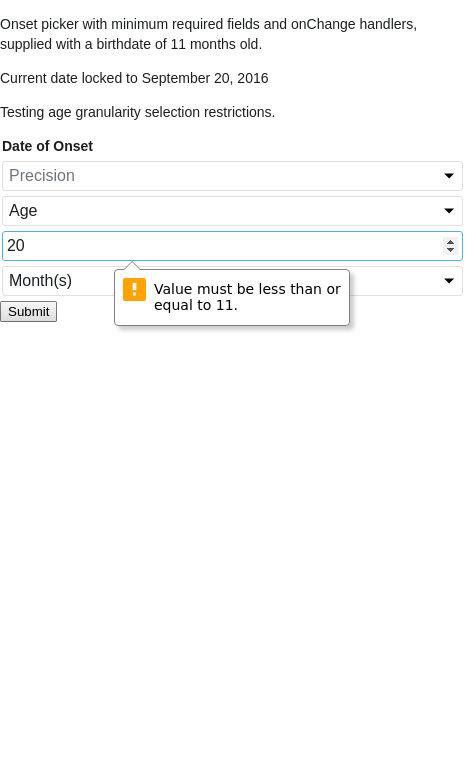 Onset picker with minimum required fields and onChange handlers,
supplied with a birthdate of 11 months old.
Current date locked to September 20, 2016
Testing age granularity selection restrictions.
Date of Onset
Precision
Age
20
Month(s)
Value must be less than or
equal to 11.
Submit